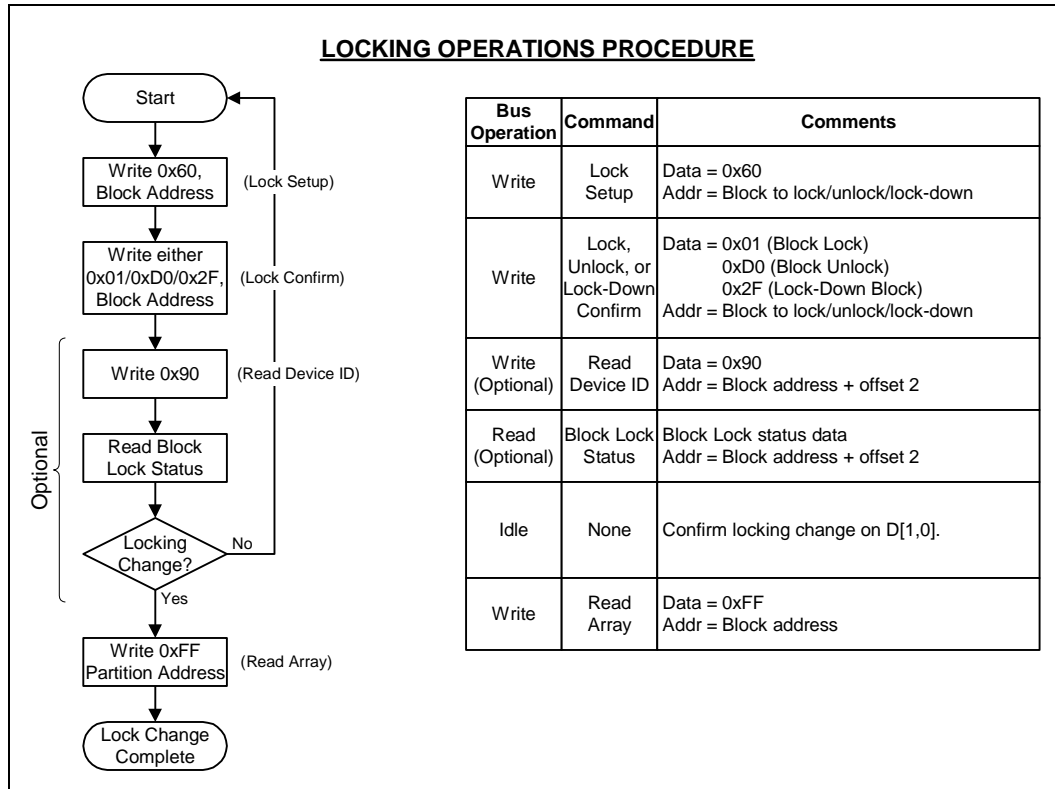 LOCKING OPERATIONS PROCEDURE
Start
Write 0x60,
Block Address
(Lock Setup)
Write either
0x01/0xD0/0x2F,
Block Address
(Lock Confirm)
Optional
Write 0x90
(Read Device ID)
Read Block
Lock Status
Locking
Change?
No
Yes
Write 0xFF
Partition Address
(Read Array)
Lock Change
Complete
Bus
Operation
Command
Comments
Write
Lock
Setup
Data = 0x60
Addr = Block to lock/unlock/lock-down
Write
Lock,
Unlock, or
Lock-Down
Confirm
Data = 0x01 (Block Lock)
0xD0 (Block Unlock)
0x2F (Lock-Down Block)
Addr = Block to lock/unlock/lock-down
Write
(Optional)
Read
Device ID
Data = 0x90
Addr = Block address + offset 2
Read
(Optional)
Block Lock
Status
Block Lock status data
Addr = Block address + offset 2
Idle
None
Confirm locking change on D[1,0].
Write
Read
Array
Data = 0xFF
Addr = Block address